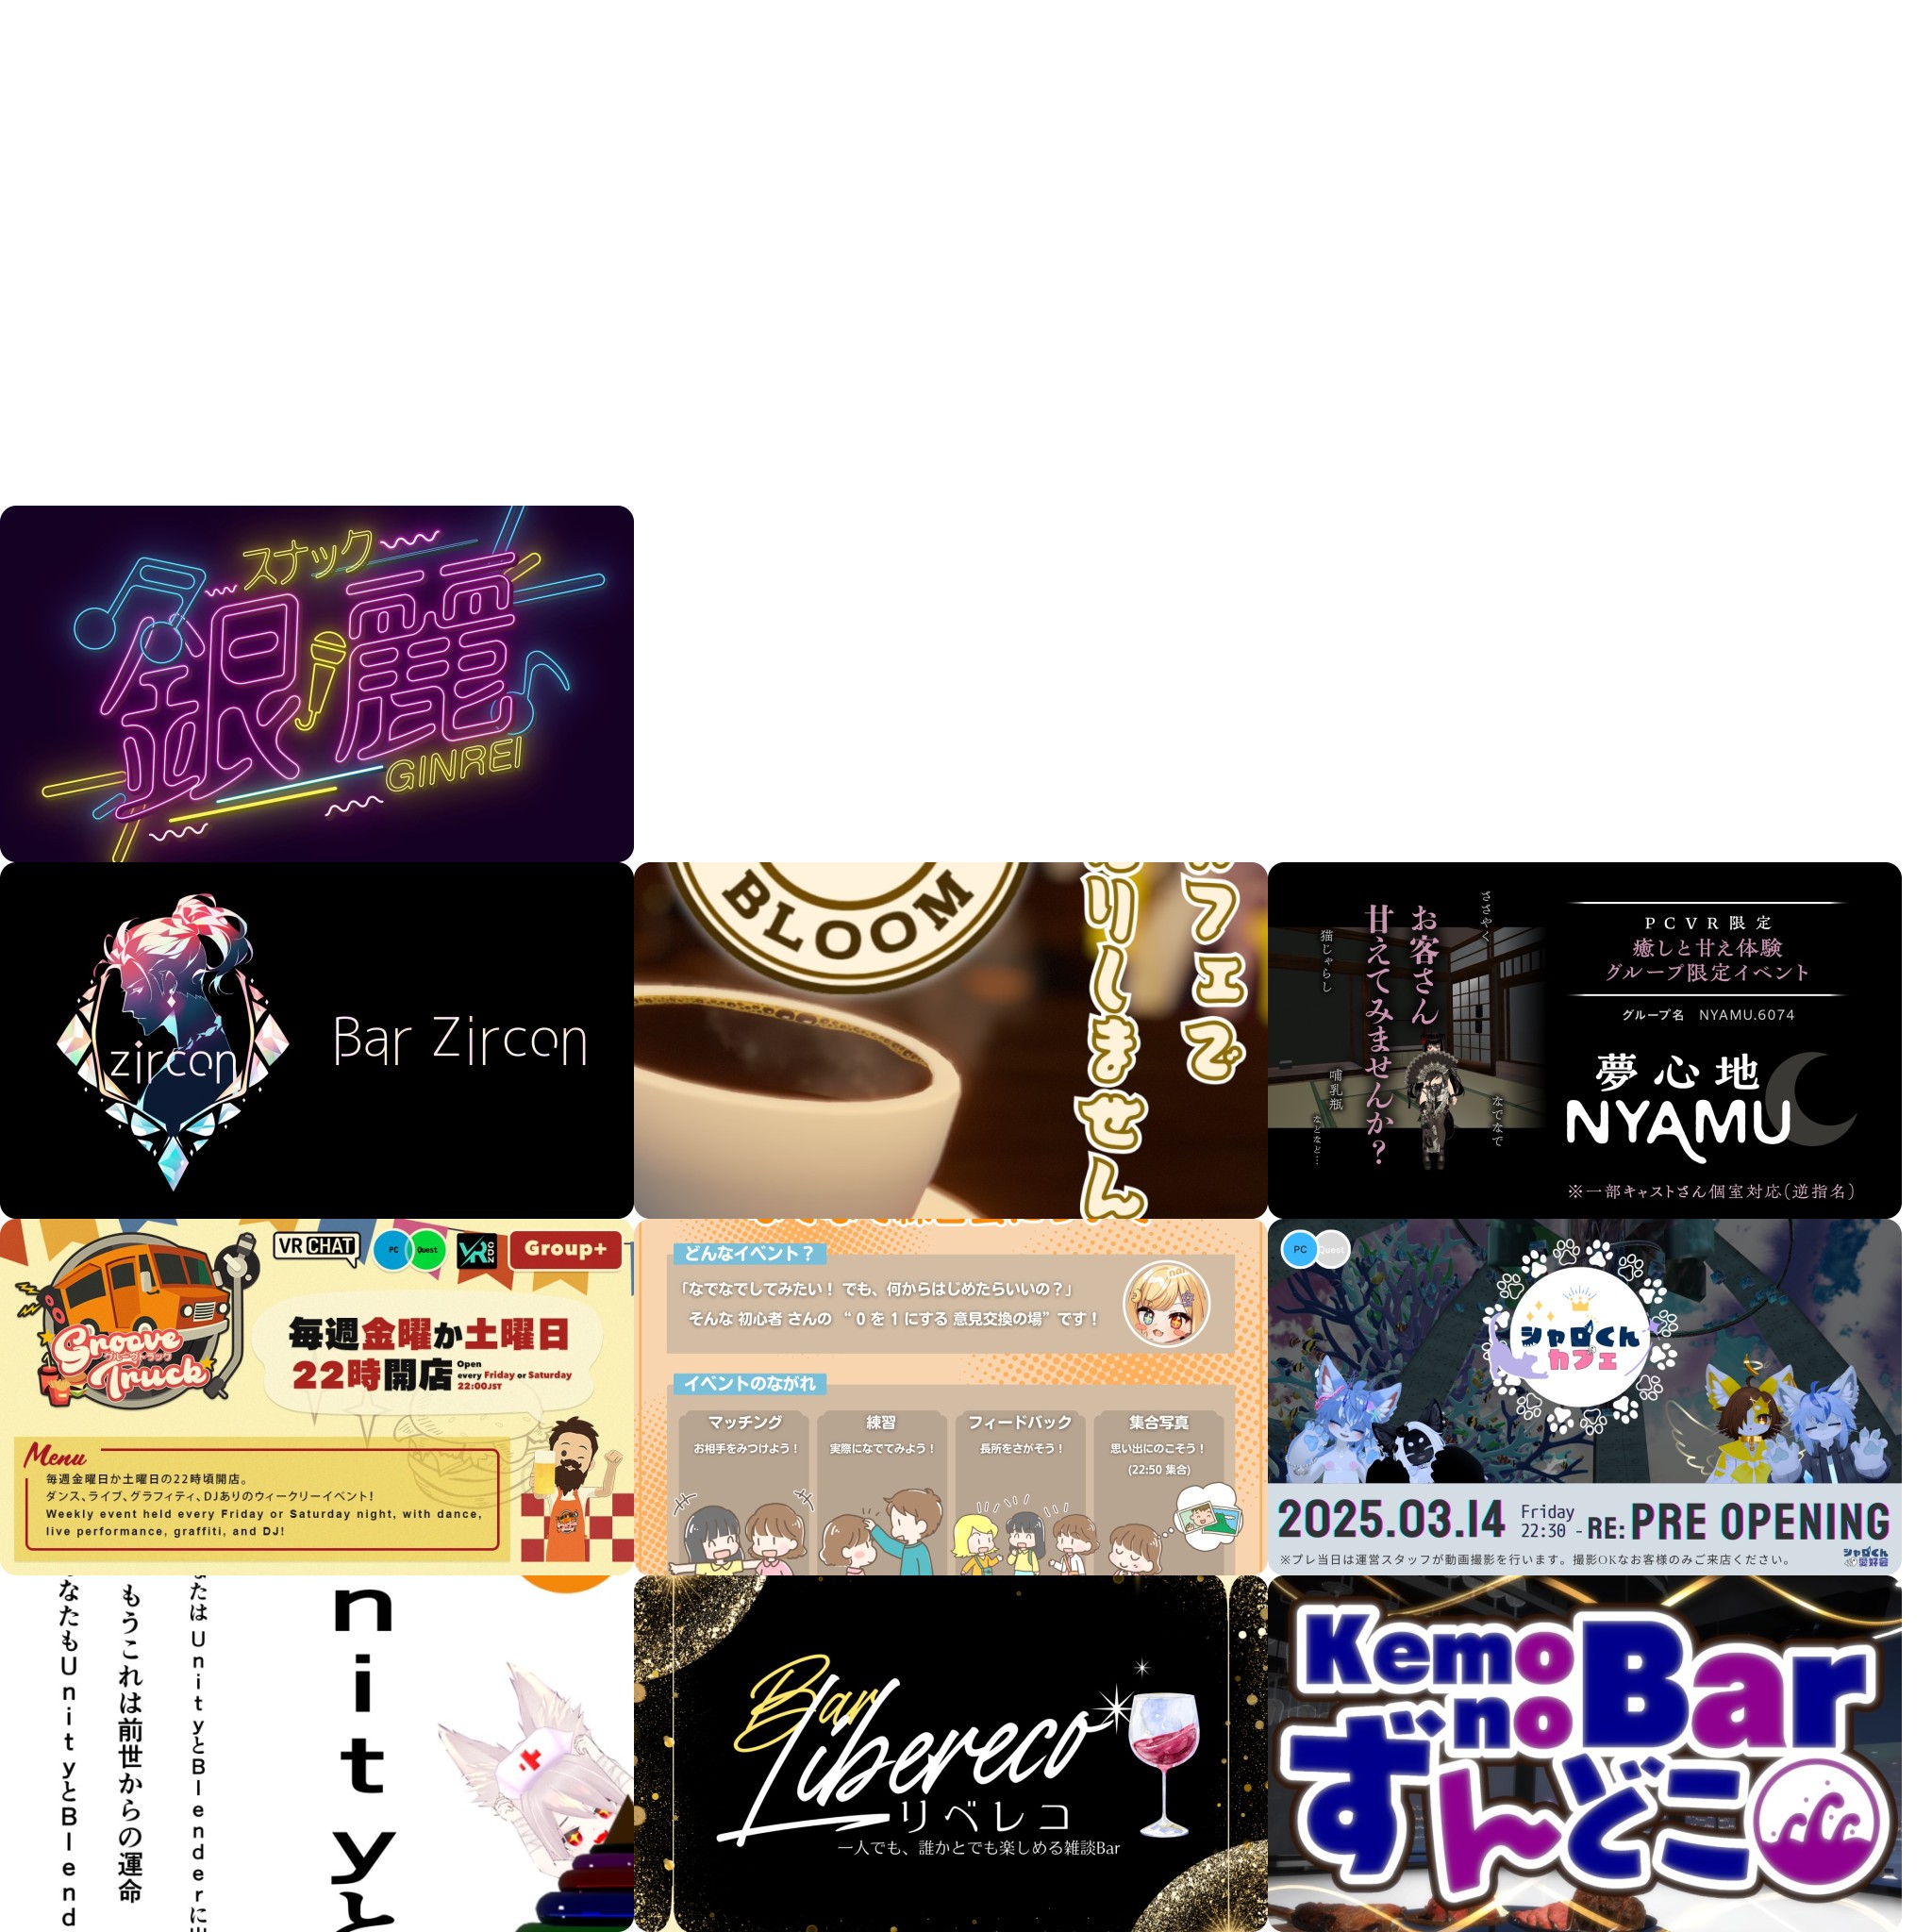 スナック
銀麗
GINREI
zircon
Bar Zircon
BLOOM
フェで
りしません
ささやく
お客さん
甘えてみませんか？
猫じゃらし
哺乳瓶
などなど…
なでなで
PCVR限定
癒しと甘え体験
グループ限定イベント
グループ名 NYAMU.6074
夢心地
NYAMU
※一部キャストさん個室対応(逆指名)
Groove
グルーヴトラック
Truck
VRCHAT
PC
Quest
Group+
毎週金曜か土曜日
22時開店
Open
every Friday or Saturday
22:00JST
Menu
毎週金曜日か土曜日の22時頃開店。
ダンス、ライブ、グラフィティ、DJありのウィークリーイベント!
Weekly event held every Friday or Saturday night, with dance,
live performance, graffiti, and DJ!
どんなイベント？
「なでなでしてみたい！ でも、何からはじめたらいいの？」
そんな 初心者 さんの “ 0 を 1 にする 意見交換の場” です！
イベントのながれ
マッチング
お相手をみつけよう！
練習
実際になでてみよう！
フィードバック
長所をさがそう！
集合写真
思い出にのこそう！
(22:50 集合)
PC
Quest
シャロくん
カフェ
2025.03.14
Friday
22:30 -
RE: PRE OPENING
※プレ当日は運営スタッフが動画撮影を行います。撮影OKなお客様のみご来店ください。
シャロくん
愛好会
nityと
たは UnityとBlenderに
もうこれは前世からの運命
なたもUnityとBlend
Bar
Libereco
リベレコ
一人でも、誰かとでも楽しめる雑談Bar
Kemo
no
Bar
ずんどこ